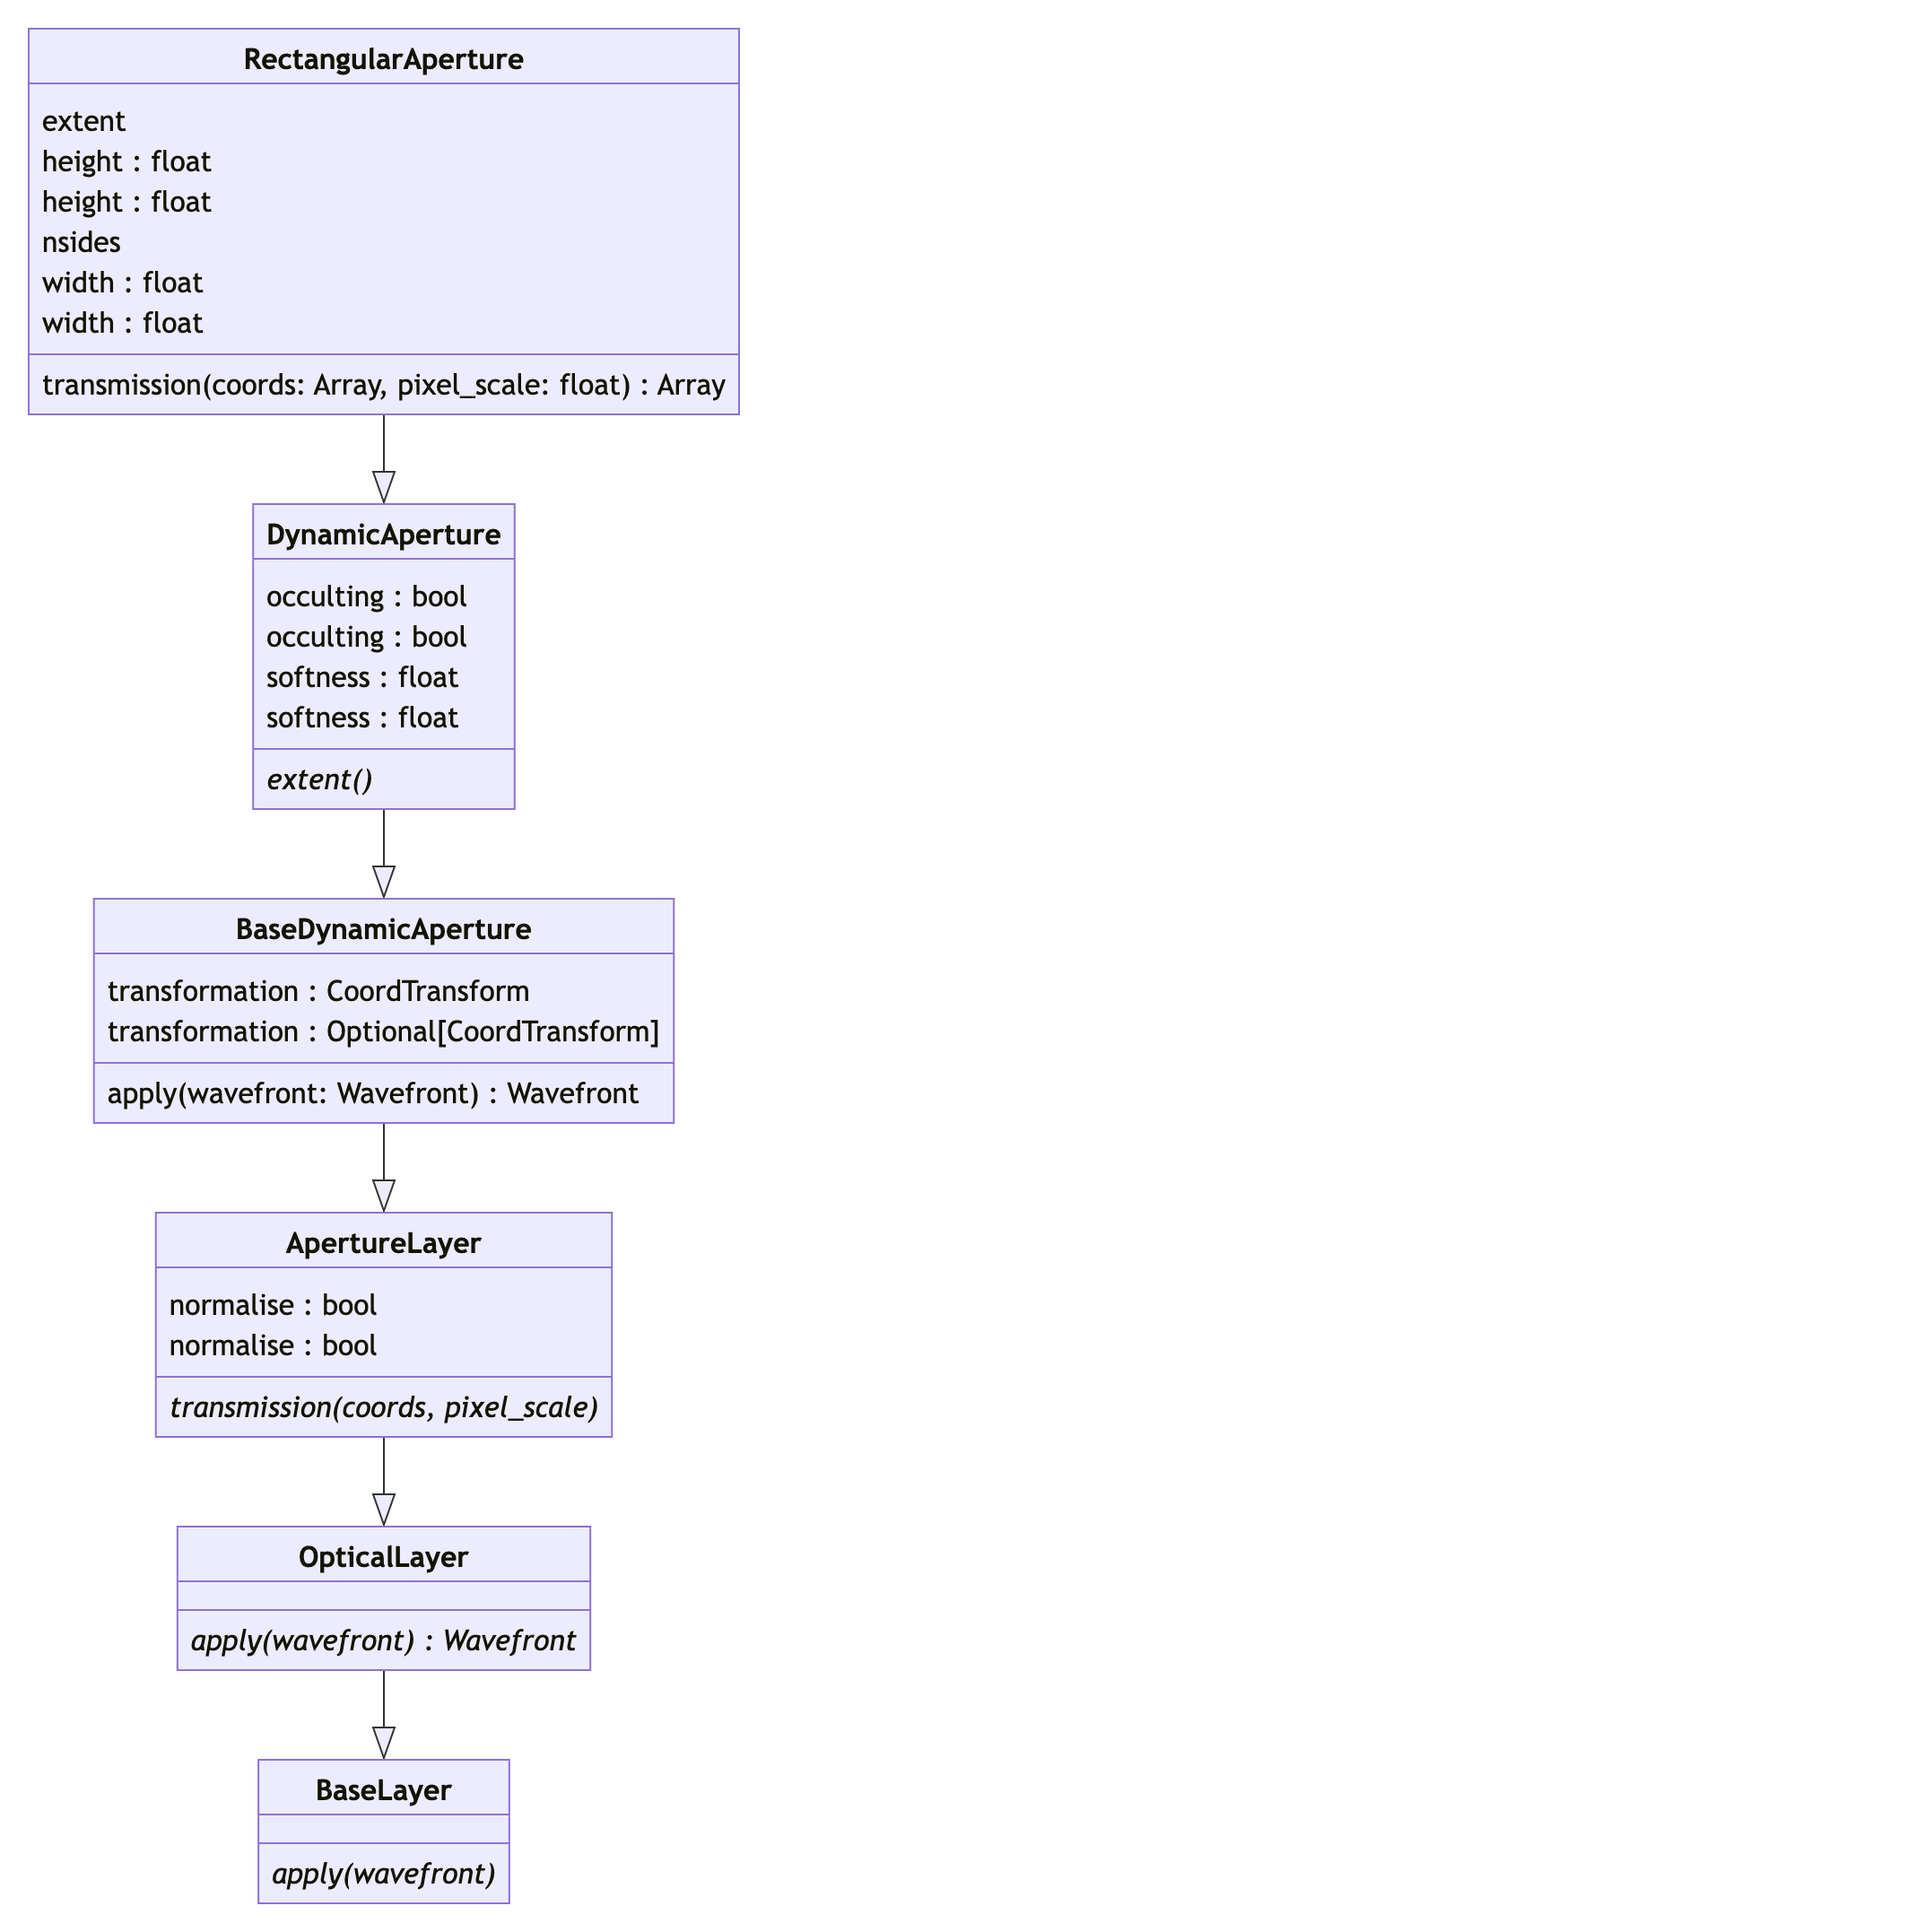 RectangularAperture
extent
height : float
height : float
nsides
width : float
width : float
transmission(coords: Array, pixel_scale: float) : Array
DynamicAperture
occulting : bool
occulting : bool
softness : float
softness : float
extent()
BaseDynamicAperture
transformation : CoordTransform
transformation : Optional[CoordTransform]
apply(wavefront: Wavefront) : Wavefront
ApertureLayer
normalise : bool
normalise : bool
transmission(coords, pixel_scale)
OpticalLayer
apply(wavefront) : Wavefront
BaseLayer
apply(wavefront)